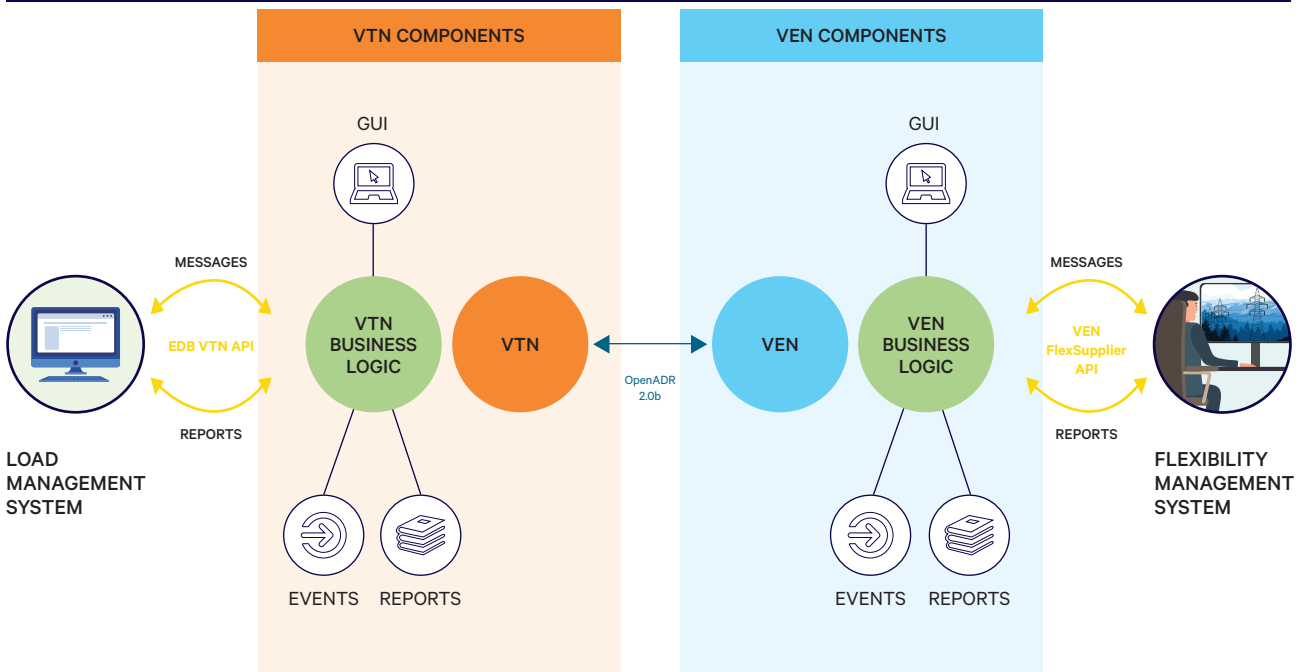 VTN COMPONENTS
VEN COMPONENTS
GUI
GUI
MESSAGES
EDB VTN API
REPORTS
LOAD
MANAGEMENT
SYSTEM
VTN
BUSINESS
LOGIC
VTN
OpenADR
2.0b
VEN
VEN
BUSINESS
LOGIC
MESSAGES
VEN
FlexSupplier
API
REPORTS
FLEXIBILITY
MANAGEMENT
SYSTEM
EVENTS
REPORTS
EVENTS
REPORTS